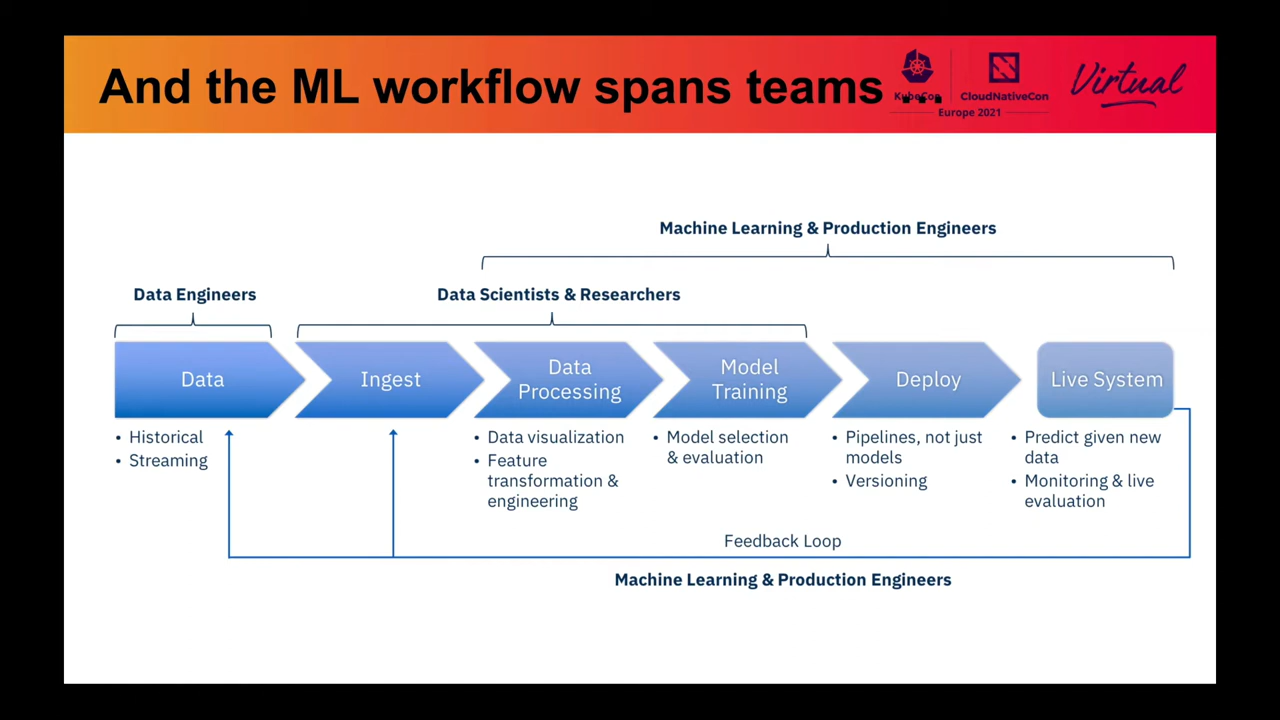 And the ML workflow spans teams ...
KubeCon
CloudNativeCon
Europe 2021
Virtual
Machine Learning & Production Engineers
Data Engineers
Data Scientists & Researchers
Data
Ingest
Data
Processing
Model
Training
Deploy
Live System
• Historical
• Streaming
• Data visualization
• Feature
transformation &
engineering
• Model selection
& evaluation
• Pipelines, not just
models
• Versioning
• Predict given new
data
• Monitoring & live
evaluation
Feedback Loop
Machine Learning & Production Engineers